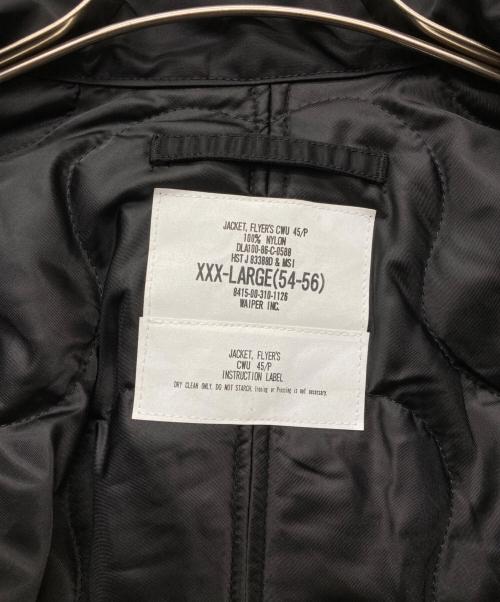 JACKET, FLYER'S CWU 45/P
100% NYLON
DLA100-86-C-0588
HST J 83388D & MSI
XXX-LARGE(54-56)
8415-00-310-1126
WAIPER INC.
JACKET, FLYER'S
CWU 45/P
INSTRUCTION LABEL
DRY CLEAN ONLY, DO NOT STARCH. Ironing or Pressing is not necessary.